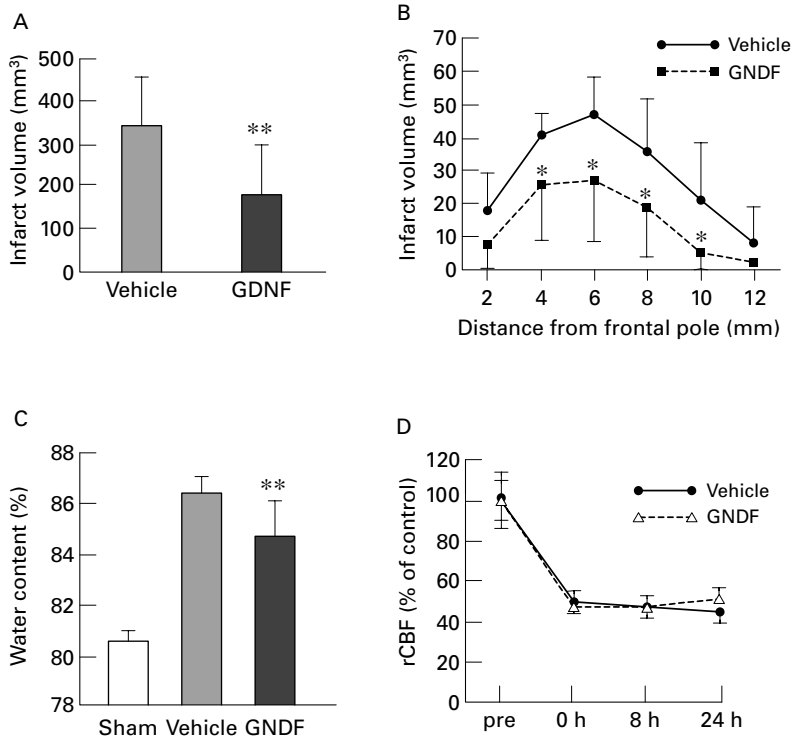 A
Infarct volume (mm³)
500
400
300
200
100
0
**
Vehicle GDNF
B
Infarct volume (mm³)
70
60
50
40
30
20
10
0
Vehicle
GNDF
* * * *
2 4 6 8 10 12
Distance from frontal pole (mm)
C
Water content (%)
88
86
84
82
80
78
**
Sham Vehicle GNDF
D
rCBF (% of control)
120
100
80
60
40
20
0
Vehicle
GNDF
pre 0 h 8 h 24 h